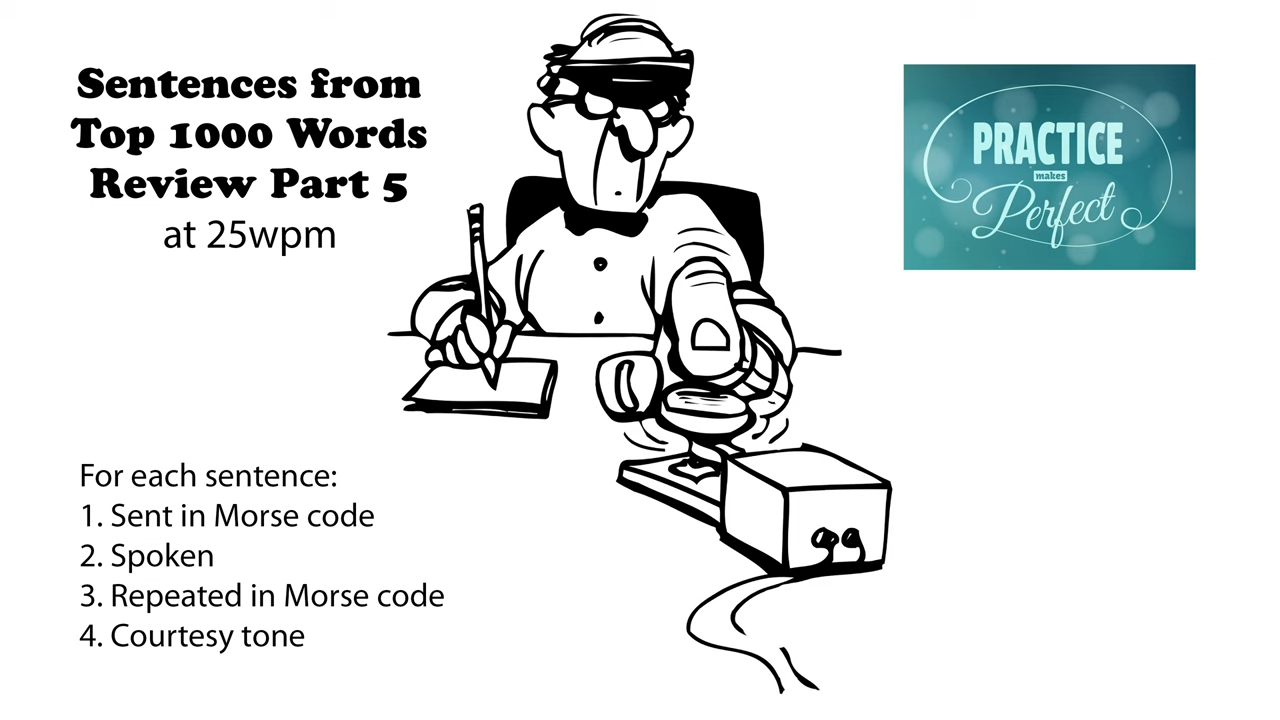 Sentences from
Top 1000 Words
Review Part 5
at 25wpm
PRACTICE
makes
Perfect
For each sentence:
1. Sent in Morse code
2. Spoken
3. Repeated in Morse code
4. Courtesy tone